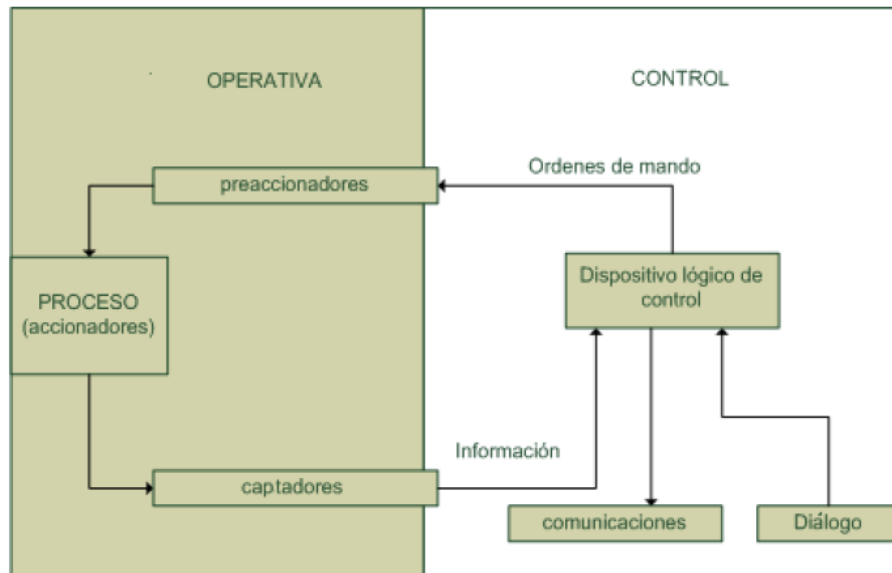 OPERATIVA
CONTROL
Ordenes de mando
preaccionadores
Dispositivo lógico de
control
PROCESO
(accionadores)
Información
captadores
comunicaciones
Diálogo